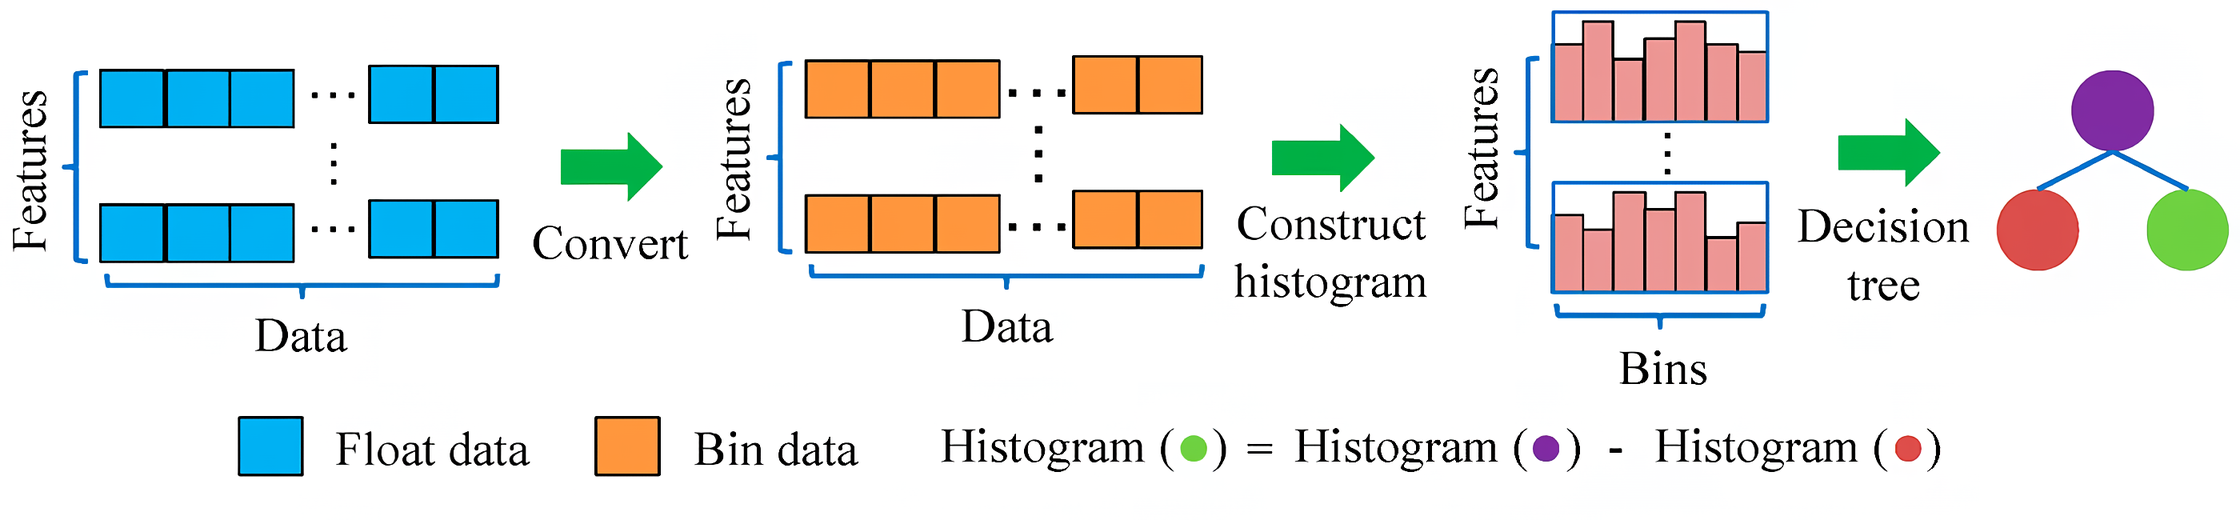 Features
Data
Convert
Features
Data
Construct
histogram
Features
Bins
Decision
tree
Float data
Bin data
Histogram ( ) = Histogram ( ) - Histogram ( )